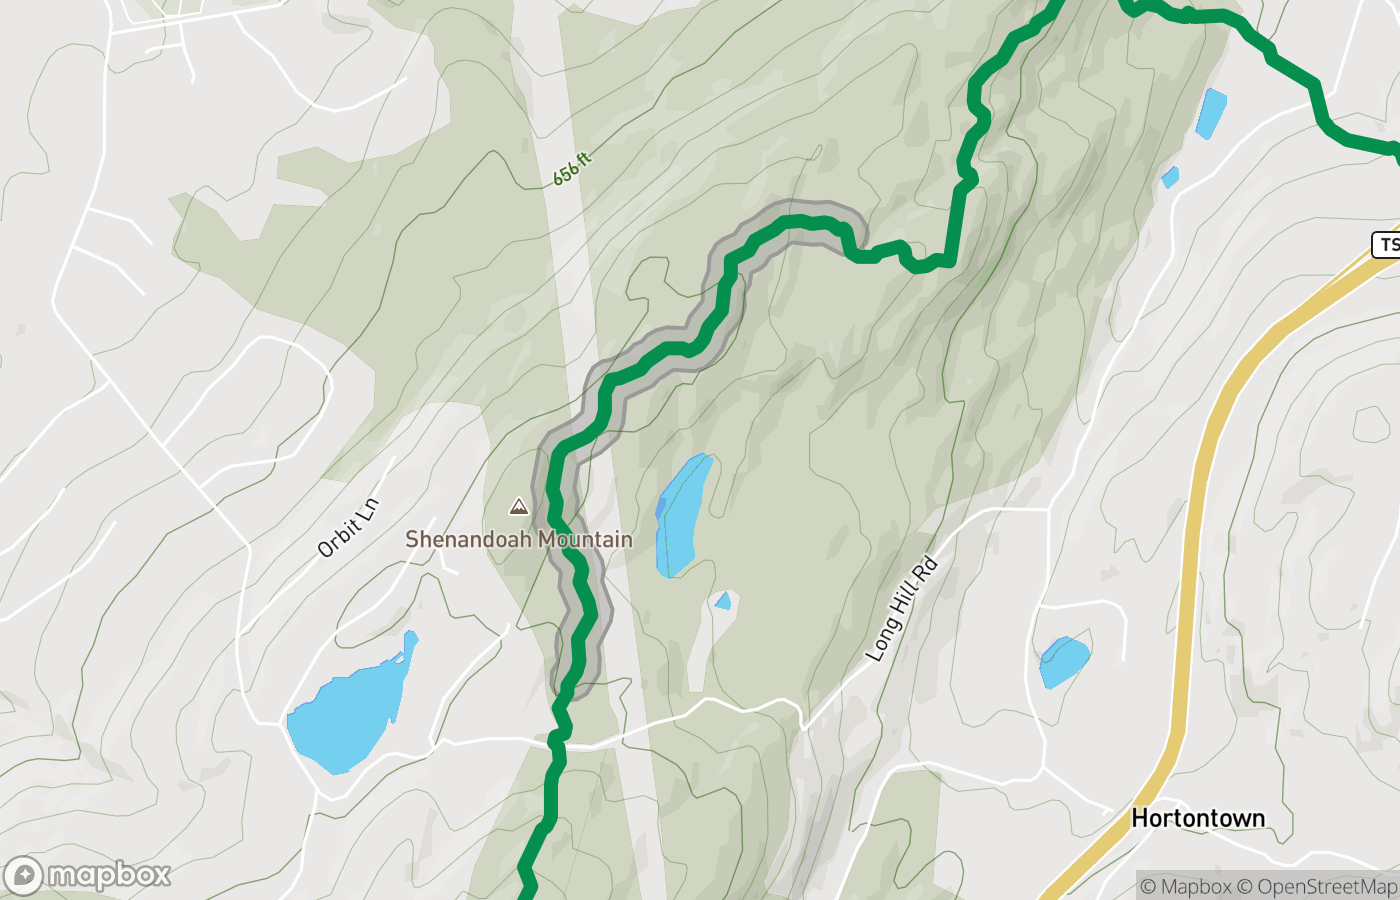 656 ft
TS
Orbit Ln
Shenandoah Mountain
Long Hill Rd
Hortontown
mapbox
© Mapbox © OpenStreetMap